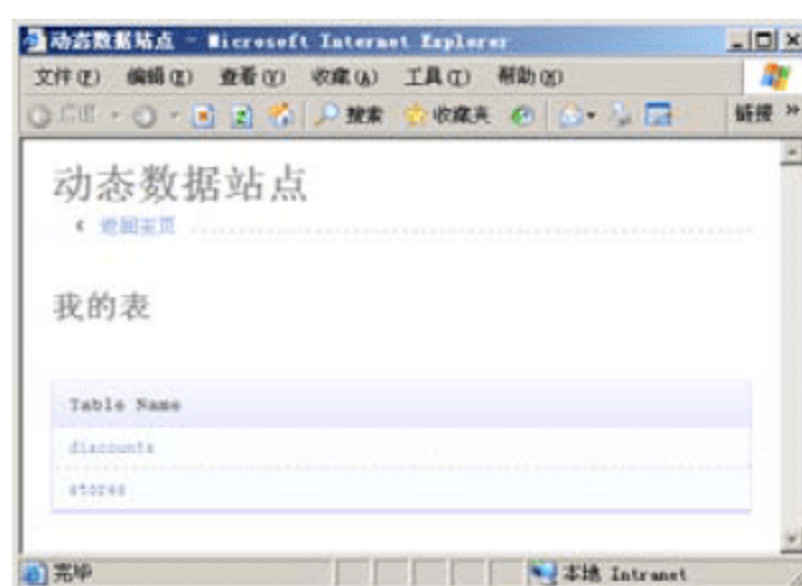 动态数据站点 - Microsoft Internet Explorer
文件(F) 编辑(E) 查看(V) 收藏(A) 工具(T) 帮助(H)
后退 搜索 收藏夹 链接 »
动态数据站点
返回主页
我的表
Table Name
discounts
stores
完毕 本地 Intranet